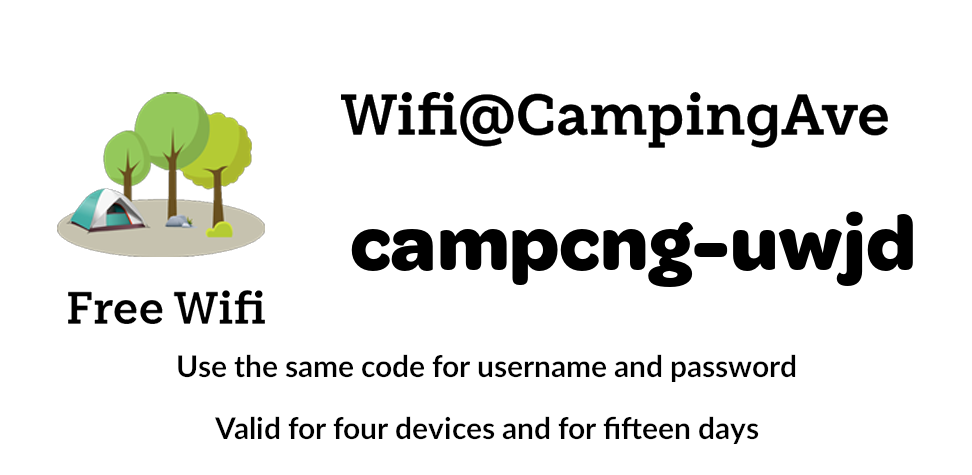 Wifi@CampingAve
campcng-uwjd
Free Wifi
Use the same code for username and password
Valid for four devices and for fifteen days